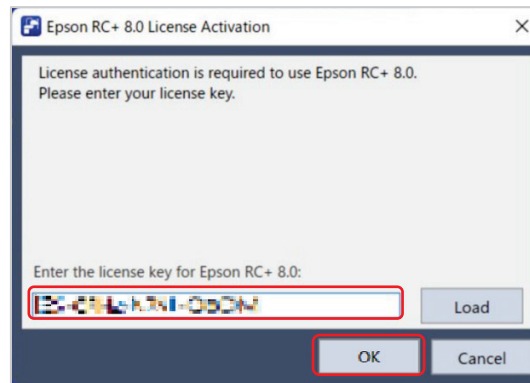 Epson RC+ 8.0 License Activation
License authentication is required to use Epson RC+ 8.0.
Please enter your license key.
Enter the license key for Epson RC+ 8.0:
Load
OK
Cancel